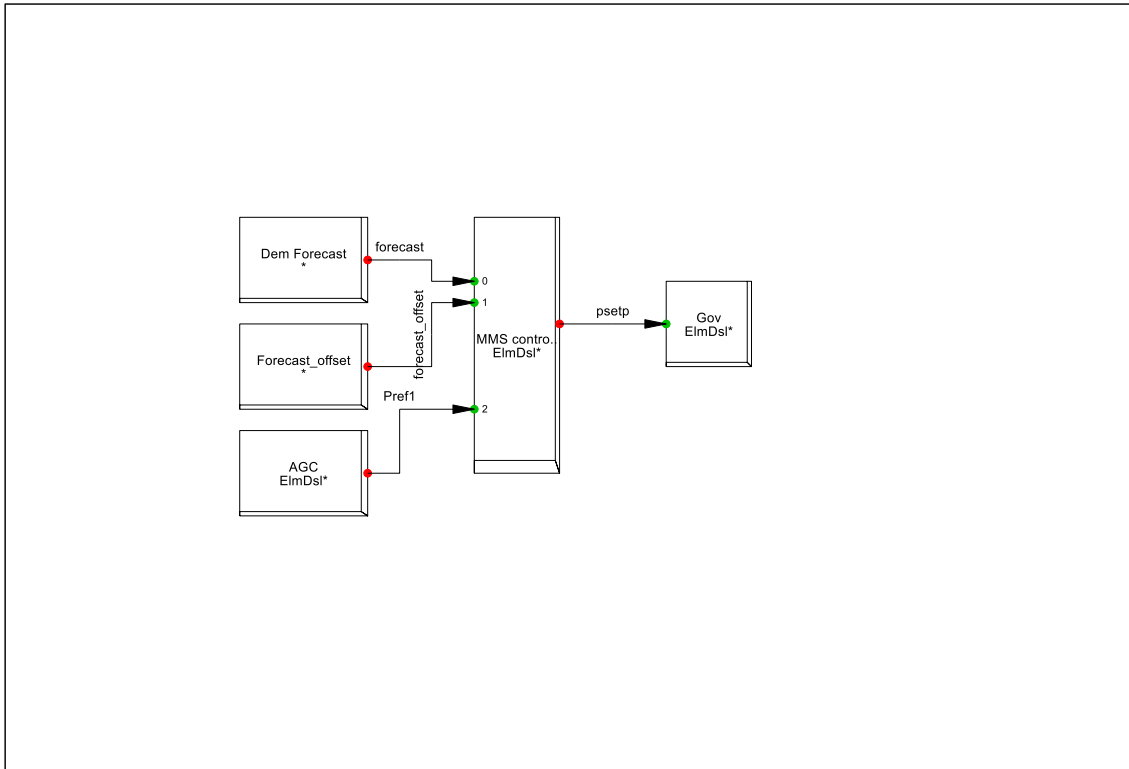 Dem Forecast
*
forecast
0
1
forecast_offset
Forecast_offset
*
MMS contro..
ElmDsl*
psetp
Gov
ElmDsl*
Pref1
2
AGC
ElmDsl*